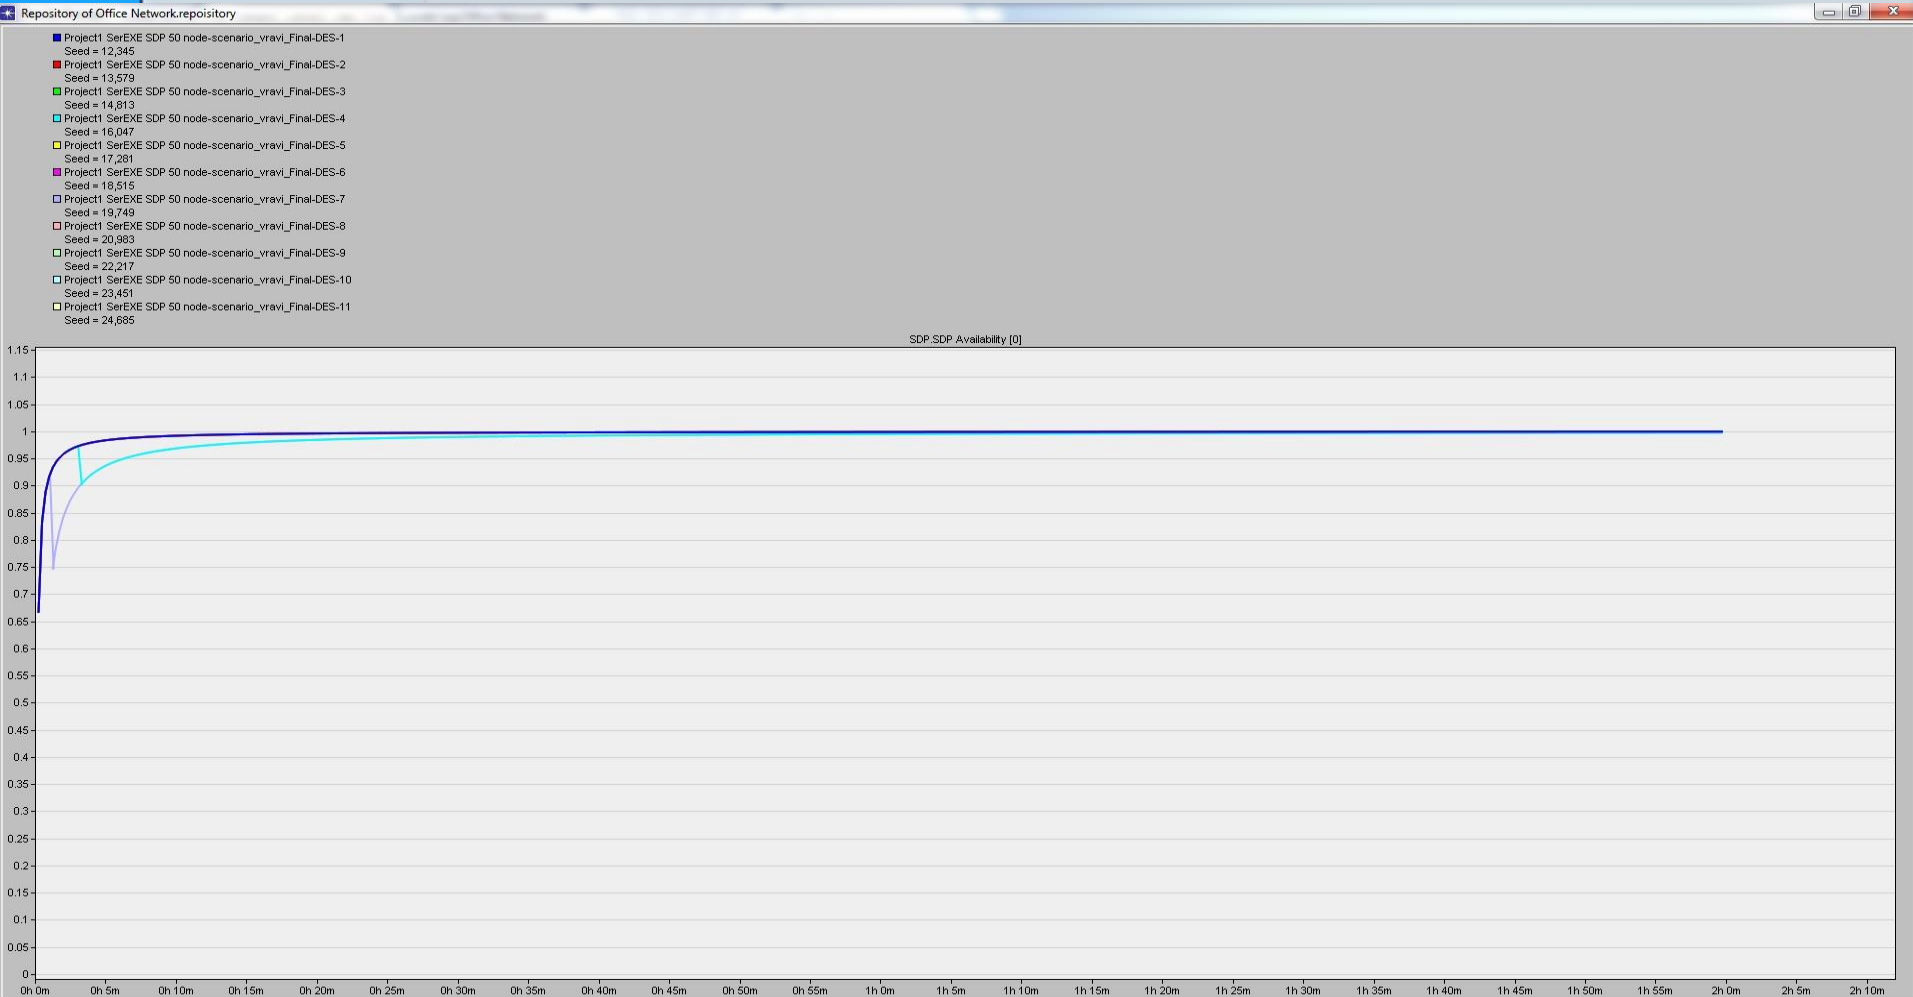 Repository of Office Network.repoisitory
Project1 SerEXE SDP 50 node-scenario_vravi_Final-DES-1
Seed = 12,345
Project1 SerEXE SDP 50 node-scenario_vravi_Final-DES-2
Seed = 13,579
Project1 SerEXE SDP 50 node-scenario_vravi_Final-DES-3
Seed = 14,813
Project1 SerEXE SDP 50 node-scenario_vravi_Final-DES-4
Seed = 16,047
Project1 SerEXE SDP 50 node-scenario_vravi_Final-DES-5
Seed = 17,281
Project1 SerEXE SDP 50 node-scenario_vravi_Final-DES-6
Seed = 18,515
Project1 SerEXE SDP 50 node-scenario_vravi_Final-DES-7
Seed = 19,749
Project1 SerEXE SDP 50 node-scenario_vravi_Final-DES-8
Seed = 20,983
Project1 SerEXE SDP 50 node-scenario_vravi_Final-DES-9
Seed = 22,217
Project1 SerEXE SDP 50 node-scenario_vravi_Final-DES-10
Seed = 23,451
Project1 SerEXE SDP 50 node-scenario_vravi_Final-DES-11
Seed = 24,685
SDP.SDP Availability [0]
1.15
1.1
1.05
1
0.95
0.9
0.85
0.8
0.75
0.7
0.65
0.6
0.55
0.5
0.45
0.4
0.35
0.3
0.25
0.2
0.15
0.1
0.05
0
0h 0m 0h 5m 0h 10m 0h 15m 0h 20m 0h 25m 0h 30m 0h 35m 0h 40m 0h 45m 0h 50m 0h 55m 1h 0m 1h 5m 1h 10m 1h 15m 1h 20m 1h 25m 1h 30m 1h 35m 1h 40m 1h 45m 1h 50m 1h 55m 2h 0m 2h 5m 2h 10m